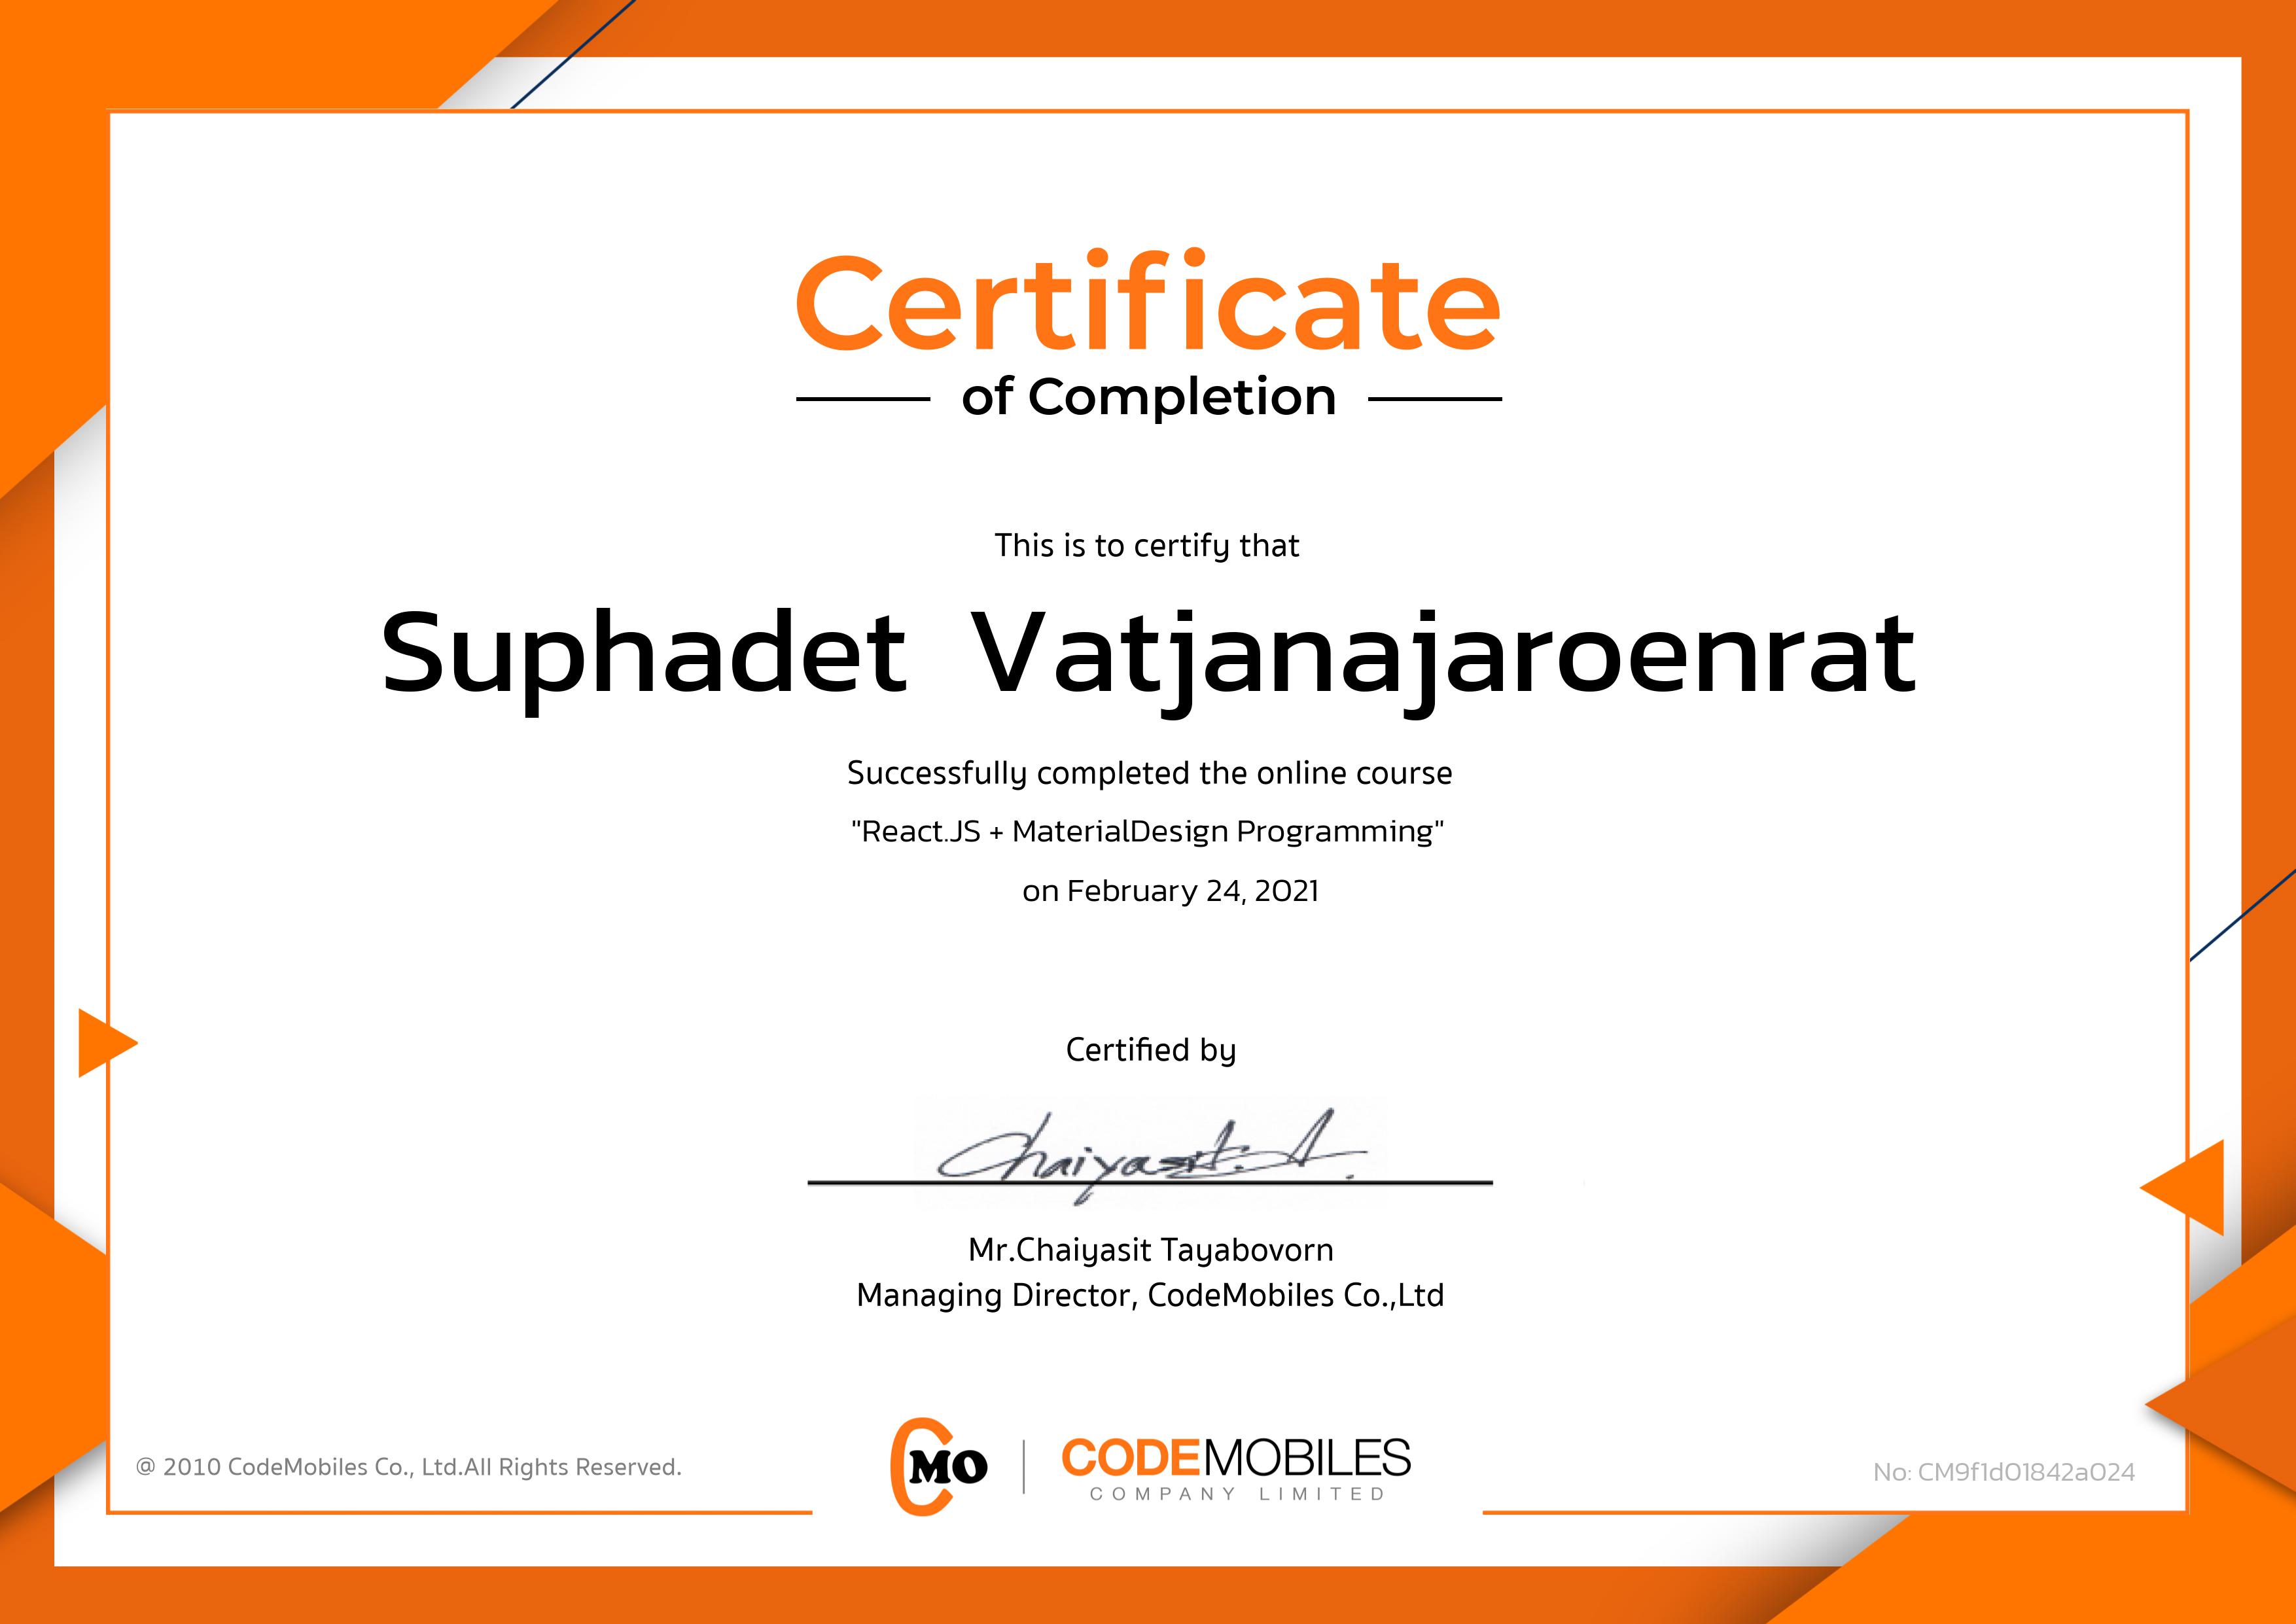 Certificate
of Completion
This is to certify that
Suphadet Vatjanajaroenrat
Successfully completed the online course
"React.JS + MaterialDesign Programming"
on February 24, 2021
Certified by
Chaiyasit. A.
Mr.Chaiyasit Tayabovorn
Managing Director, CodeMobiles Co.,Ltd
@ 2010 CodeMobiles Co., Ltd.All Rights Reserved.
CMO
CODEMOBILES
COMPANY LIMITED
No: CM9f1d01842a024